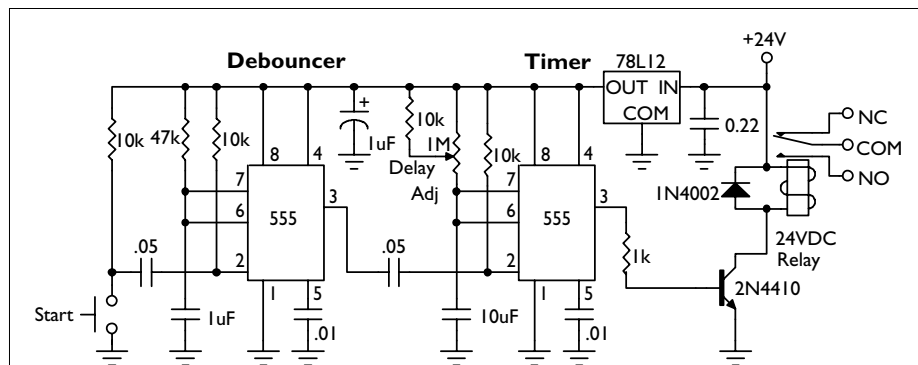 +24V
Debouncer
Timer
78L12
OUT IN
COM
+
10k
47k
10k
1uF
10k
1M
Delay
Adj
10k
0.22
NC
COM
NO
8
4
7
6
555
3
2
1
5
.05
8
4
7
6
555
3
2
1
5
.05
1k
1N4002
24VDC
Relay
2N4410
Start
1uF
.01
10uF
.01